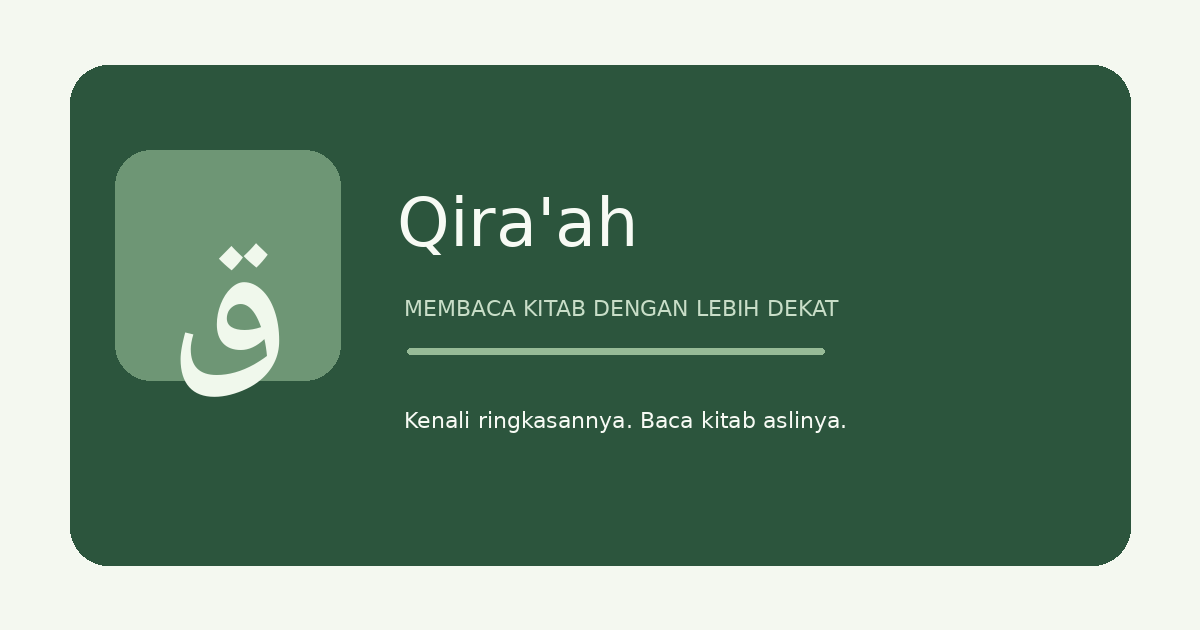 ق
Qira'ah
MEMBACA KITAB DENGAN LEBIH DEKAT
Kenali ringkasannya. Baca kitab aslinya.